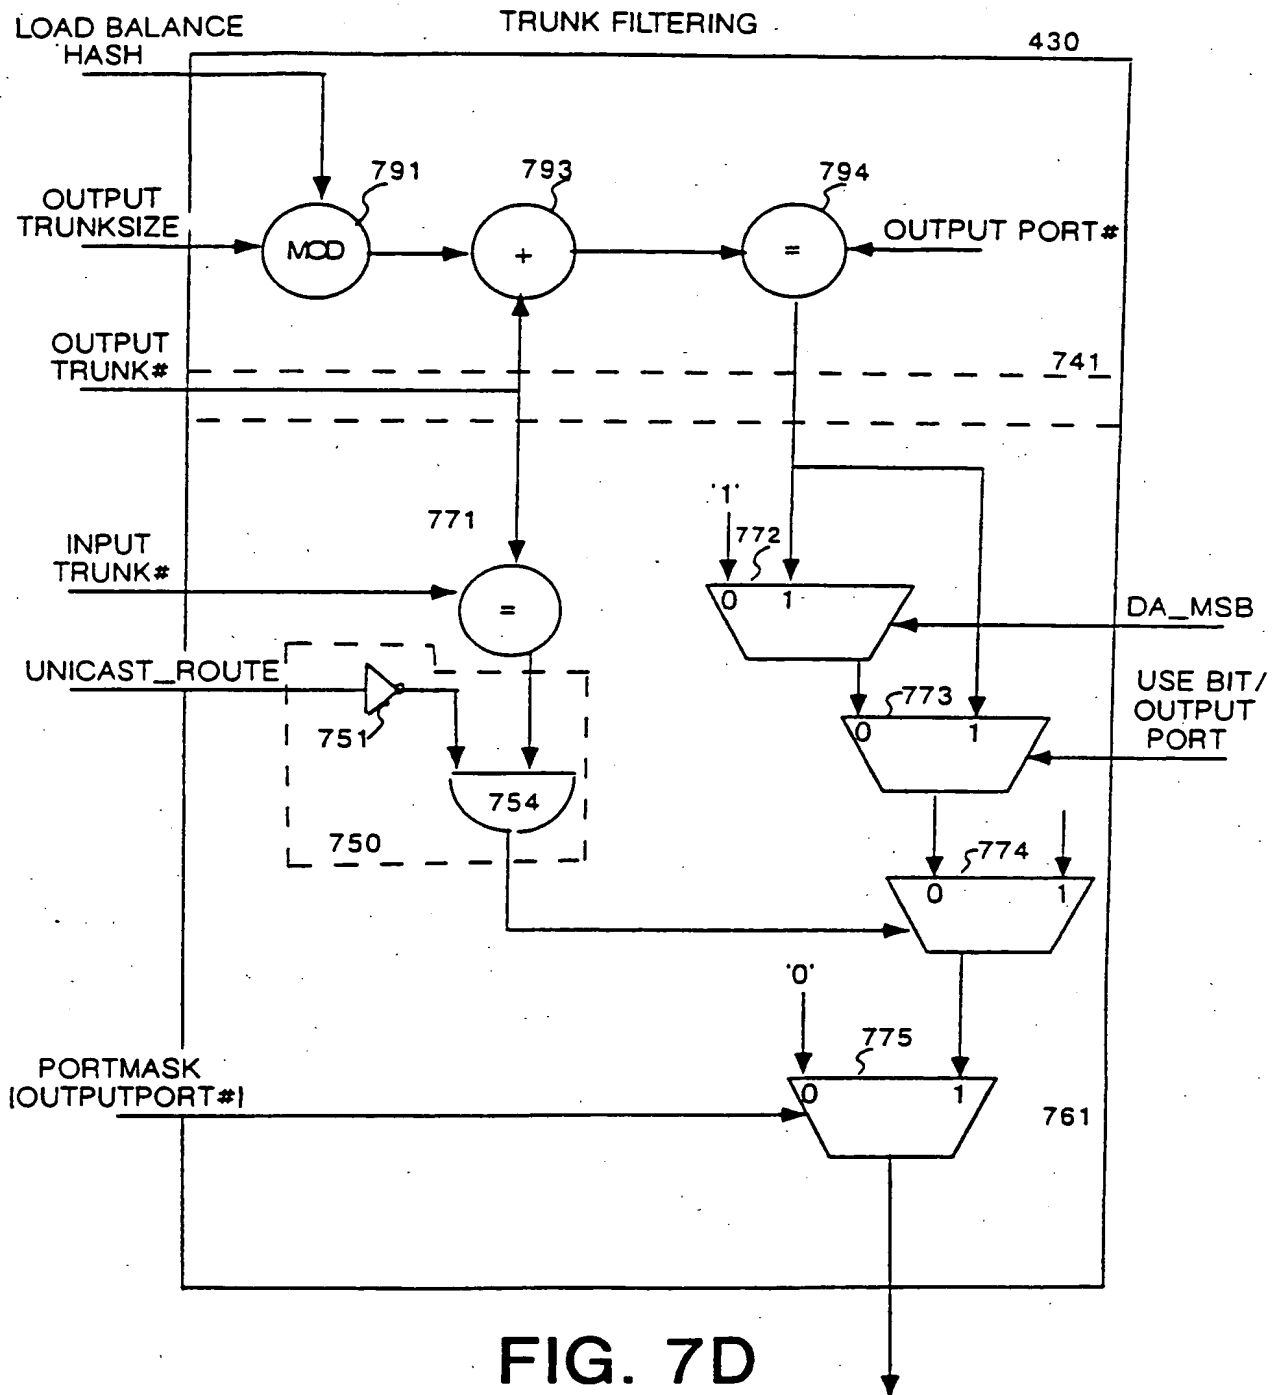 TRUNK FILTERING
LOAD BALANCE
HASH
430
791
793
794
OUTPUT
TRUNKSIZE
MOD
+
=
OUTPUT PORT#
OUTPUT
TRUNK#
741
'1'
771
772
INPUT
TRUNK#
=
0 1
DA_MSB
UNICAST_ROUTE
751
773
0 1
USE BIT/
OUTPUT
PORT
754
750
774
0 1
'0'
775
PORTMASK
[OUTPUTPORT#]
0 1
761
FIG. 7D